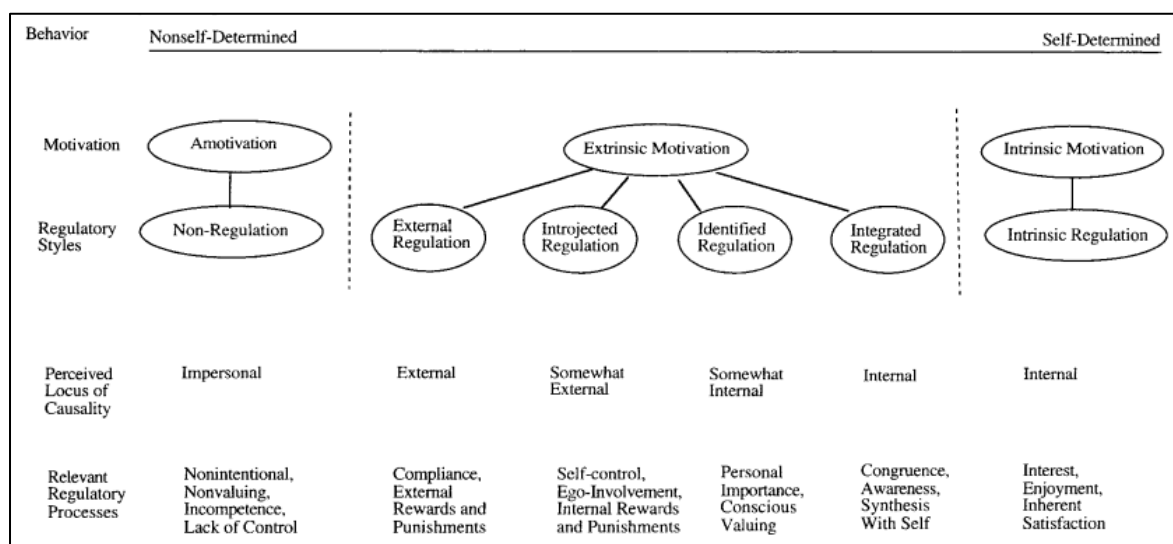 Behavior Nonself-Determined Self-Determined
Motivation Amotivation Extrinsic Motivation Intrinsic Motivation
Regulatory
Styles
Non-Regulation
External
Regulation
Introjected
Regulation
Identified
Regulation
Integrated
Regulation
Intrinsic Regulation
Perceived
Locus of
Causality
Impersonal
External
Somewhat
External
Somewhat
Internal
Internal
Internal
Relevant
Regulatory
Processes
Nonintentional,
Nonvaluing,
Incompetence,
Lack of Control
Compliance,
External
Rewards and
Punishments
Self-control,
Ego-Involvement,
Internal Rewards
and Punishments
Personal
Importance,
Conscious
Valuing
Congruence,
Awareness,
Synthesis
With Self
Interest,
Enjoyment,
Inherent
Satisfaction